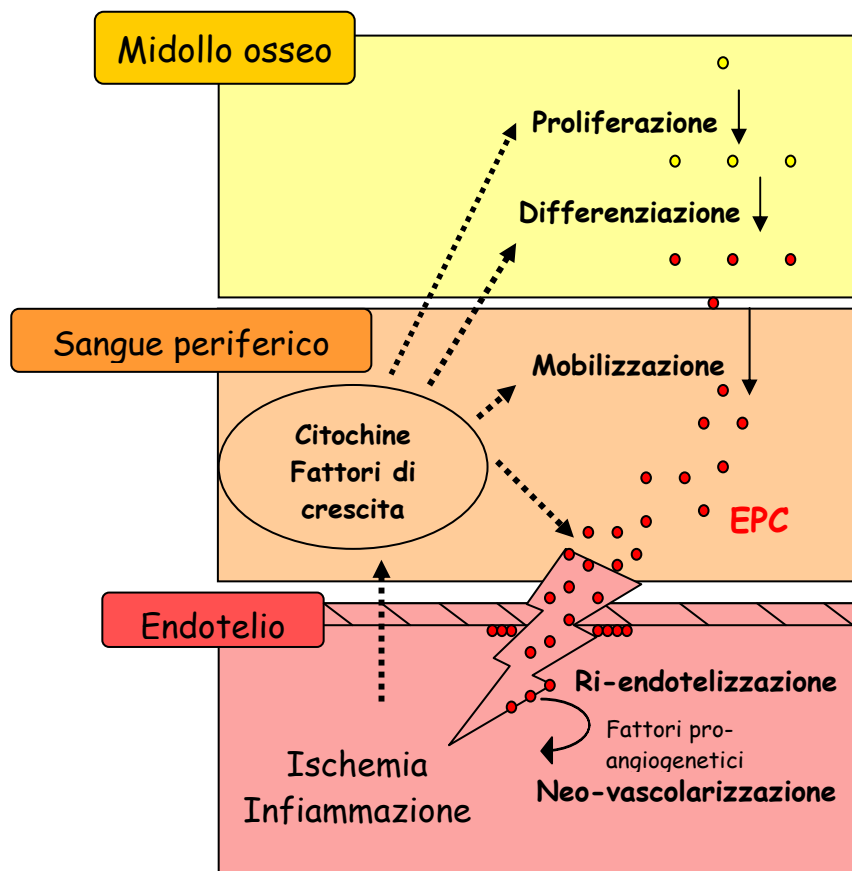 Midollo osseo
Proliferazione
Differenziazione
Sangue periferico
Mobilizzazione
Citochine
Fattori di
crescita
EPC
Endotelio
Ri-endotelizzazione
Fattori pro-
angiogenetici
Neo-vascolarizzazione
Ischemia
Infiammazione